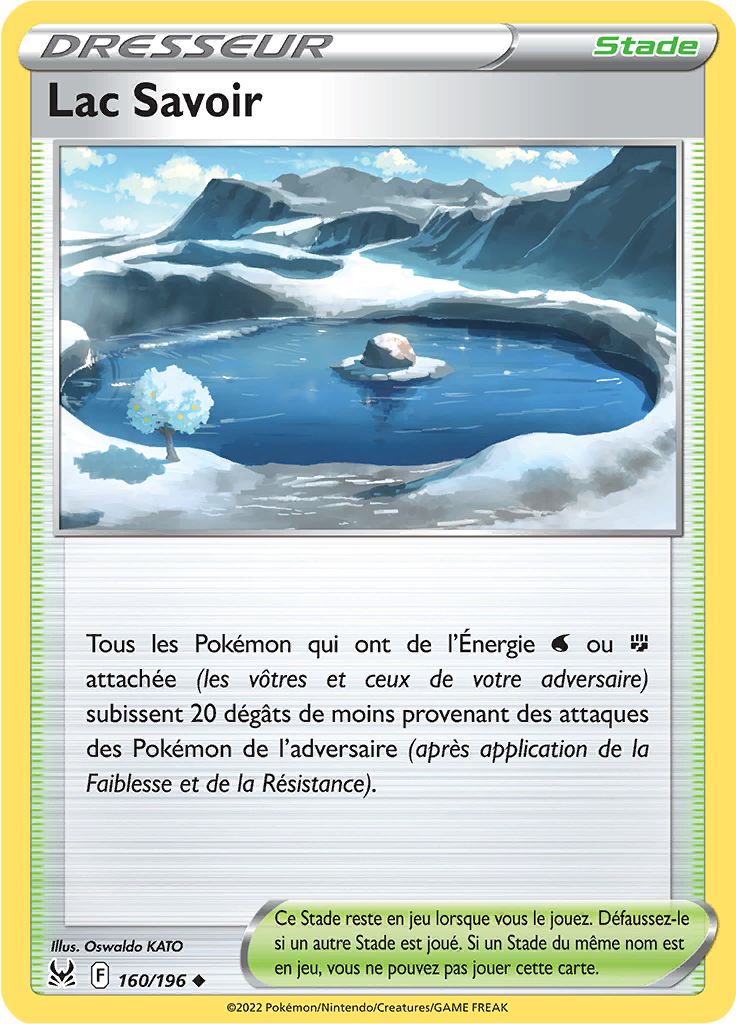 DRESSEUR
Stade
Lac Savoir
Tous les Pokémon qui ont de l'Énergie ou
attachée (les vôtres et ceux de votre adversaire)
subissent 20 dégâts de moins provenant des attaques
des Pokémon de l'adversaire (après application de la
Faiblesse et de la Résistance).
Ce Stade reste en jeu lorsque vous le jouez. Défaussez-le
si un autre Stade est joué. Si un Stade du même nom est
en jeu, vous ne pouvez pas jouer cette carte.
Illus. Oswaldo KATO
F 160/196
©2022 Pokémon/Nintendo/Creatures/GAME FREAK